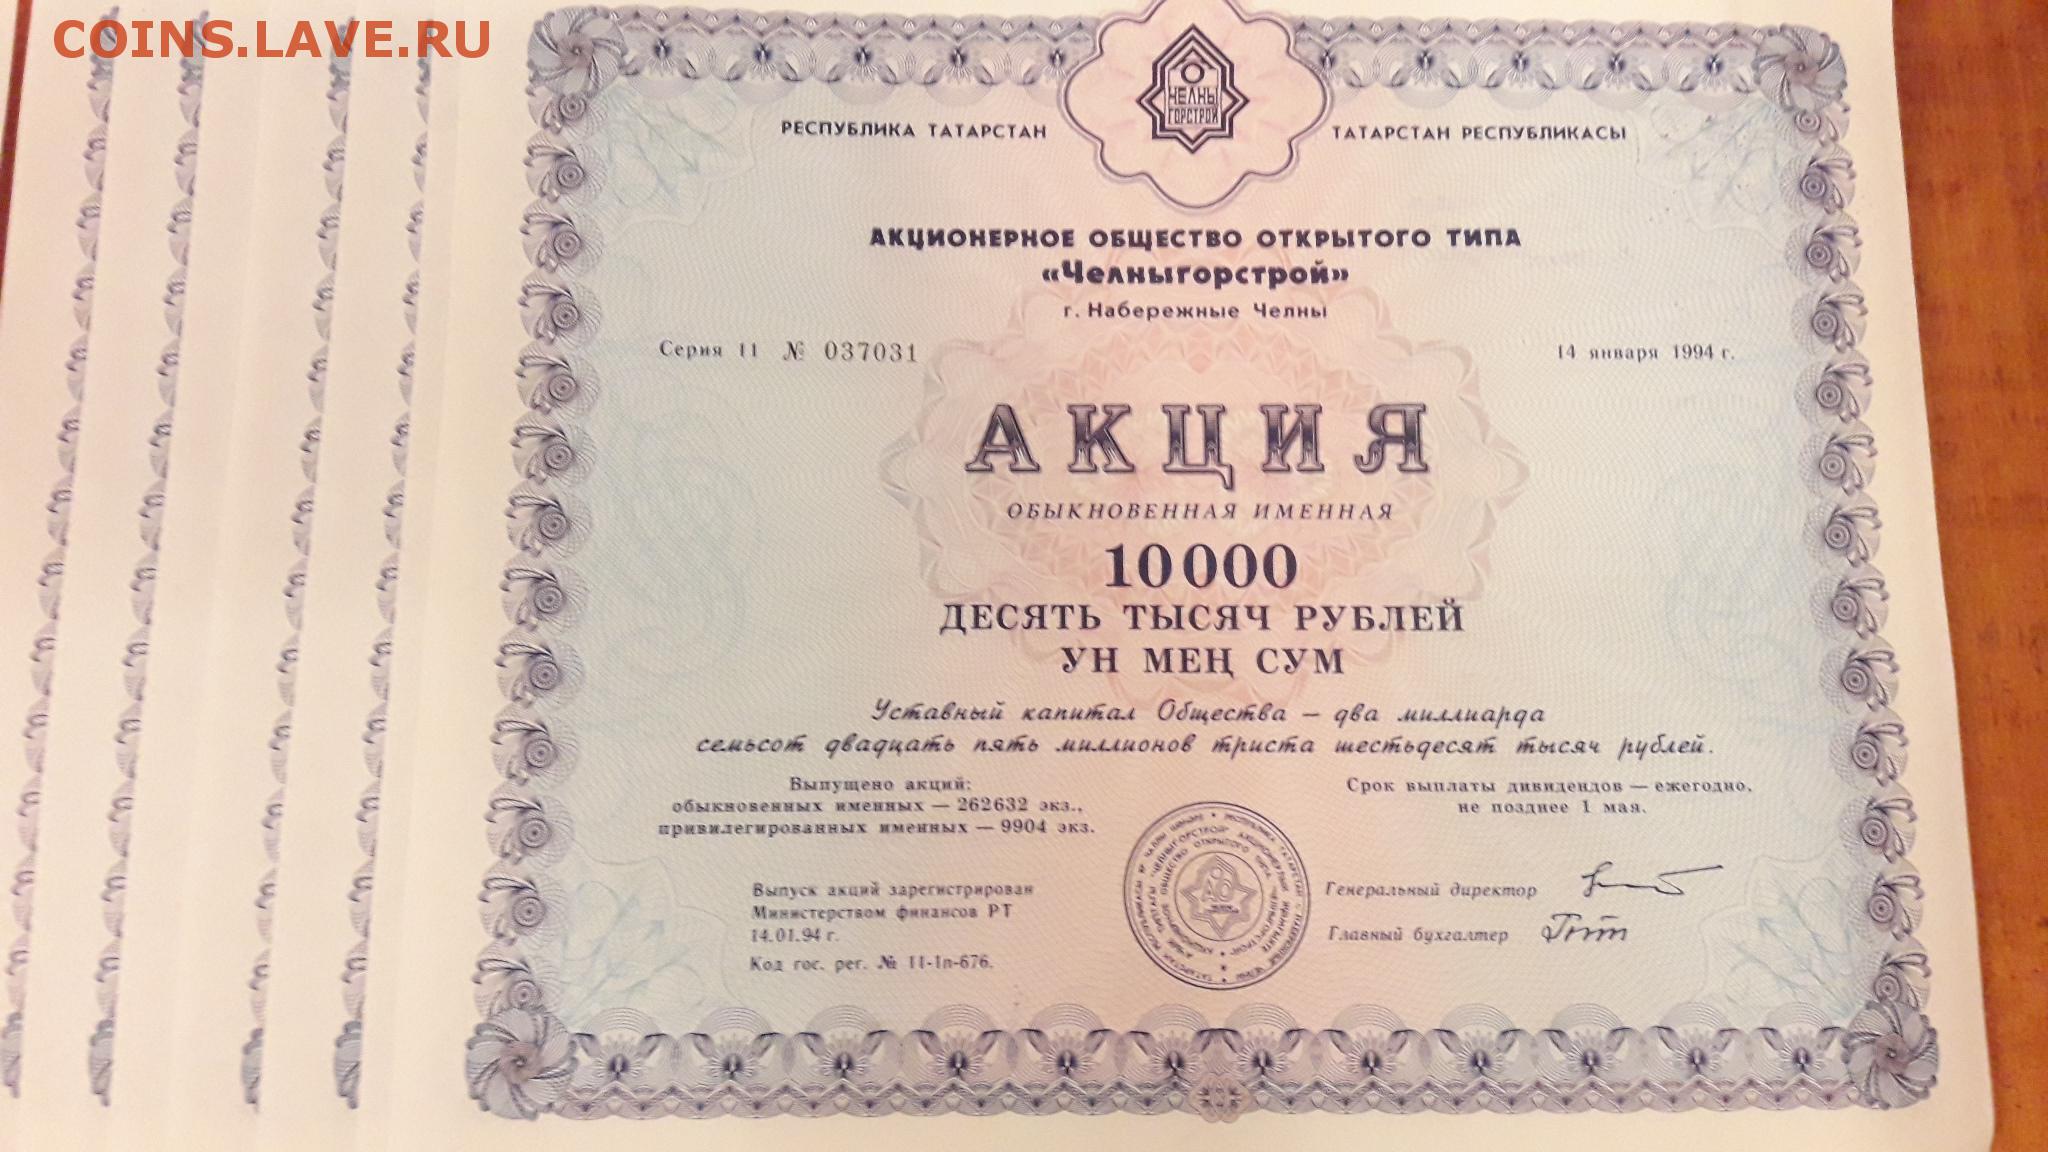 COINS.LAVE.RU
О
ЧЕЛНЫ
ГОРСТРОЙ
РЕСПУБЛИКА ТАТАРСТАН
ТАТАРСТАН РЕСПУБЛИКАСЫ
АКЦИОНЕРНОЕ ОБЩЕСТВО ОТКРЫТОГО ТИПА
«Челныгорстрой»
г. Набережные Челны
Серия 11 № 037031
14 января 1994 г.
АКЦИЯ
ОБЫКНОВЕННАЯ ИМЕННАЯ
10 000
ДЕСЯТЬ ТЫСЯЧ РУБЛЕЙ
УН МЕҢ СУМ
Уставный капитал Общества — два миллиарда
семьсот двадцать пять миллионов триста шестьдесят тысяч рублей.
Выпущено акций:
обыкновенных именных — 262632 экз.,
привилегированных именных — 9904 экз.
Срок выплаты дивидендов — ежегодно,
не позднее 1 мая.
Выпуск акций зарегистрирован
Министерством финансов РТ
14.01.94 г.
Код гос. рег. № 11-1п-676.
Генеральный директор
Главный бухгалтер